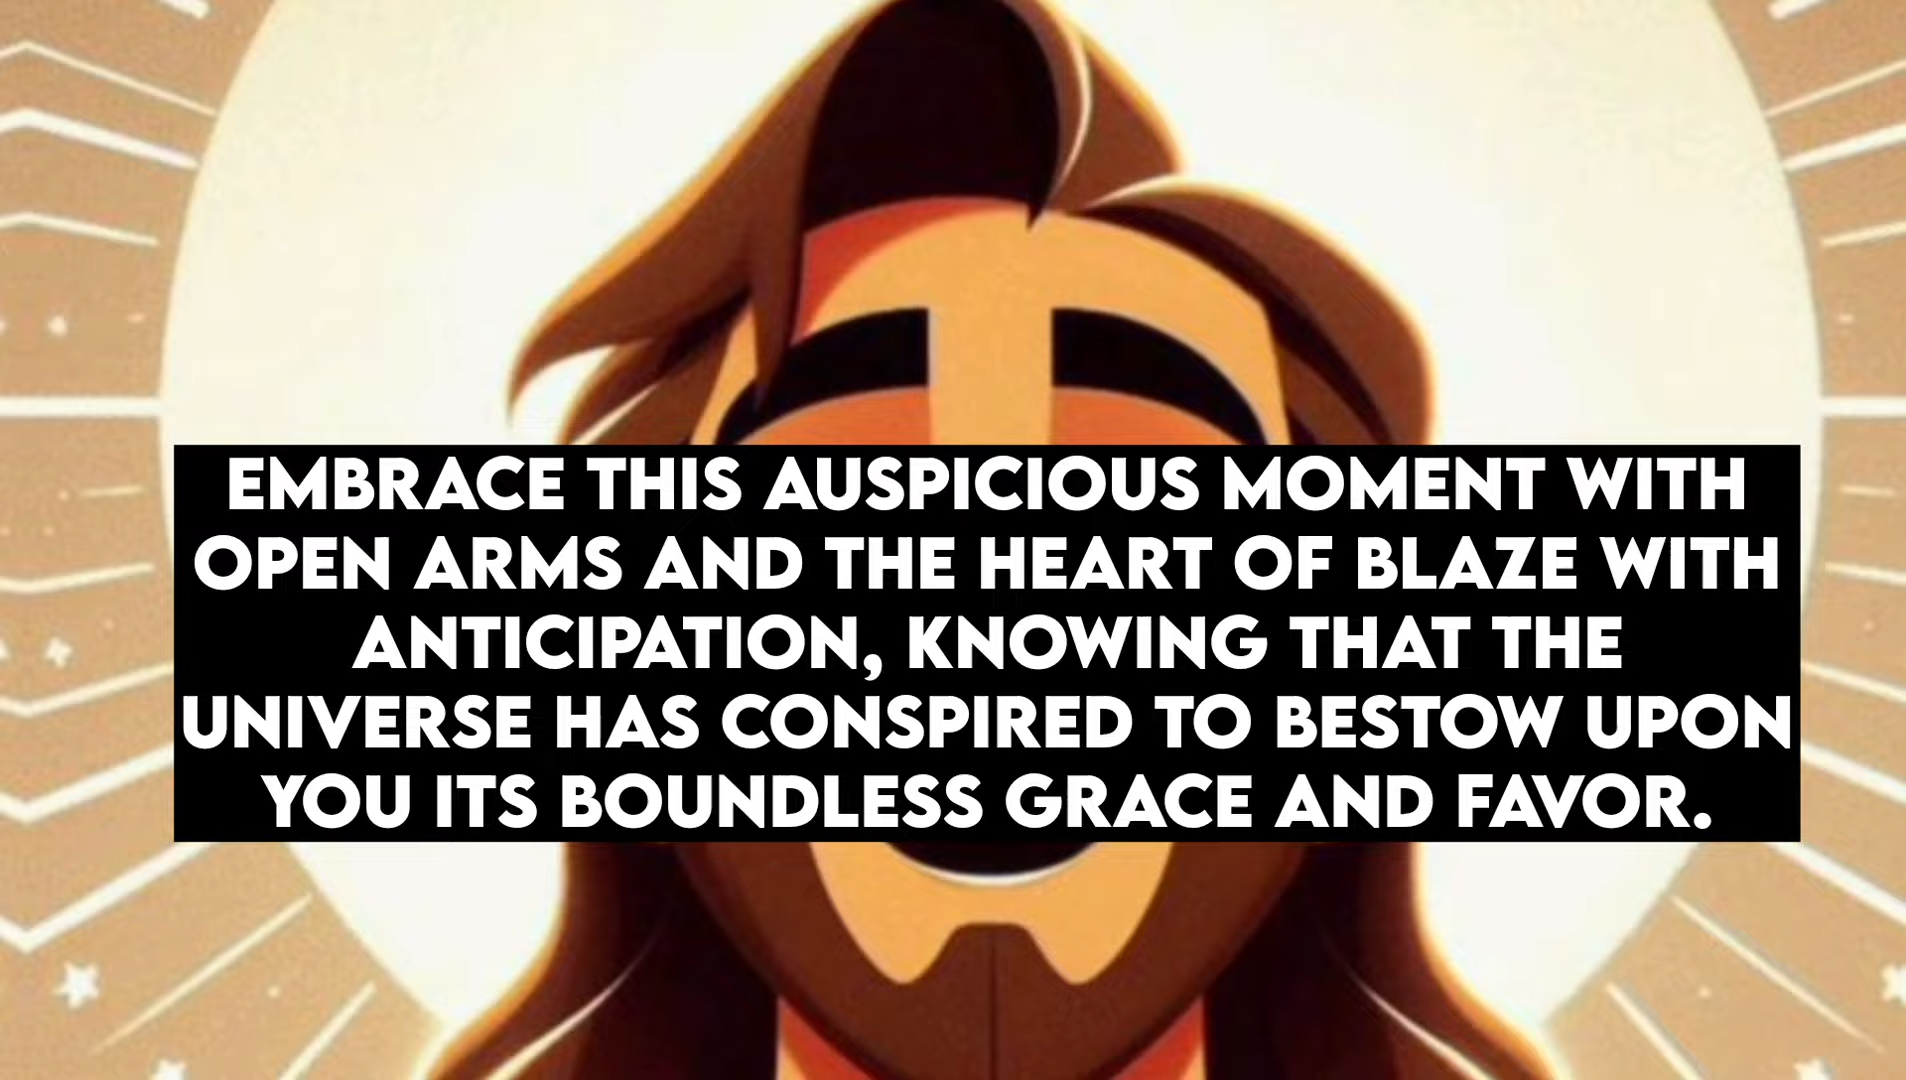 EMBRACE THIS AUSPICIOUS MOMENT WITH
OPEN ARMS AND THE HEART OF BLAZE WITH
ANTICIPATION, KNOWING THAT THE
UNIVERSE HAS CONSPIRED TO BESTOW UPON
YOU ITS BOUNDLESS GRACE AND FAVOR.